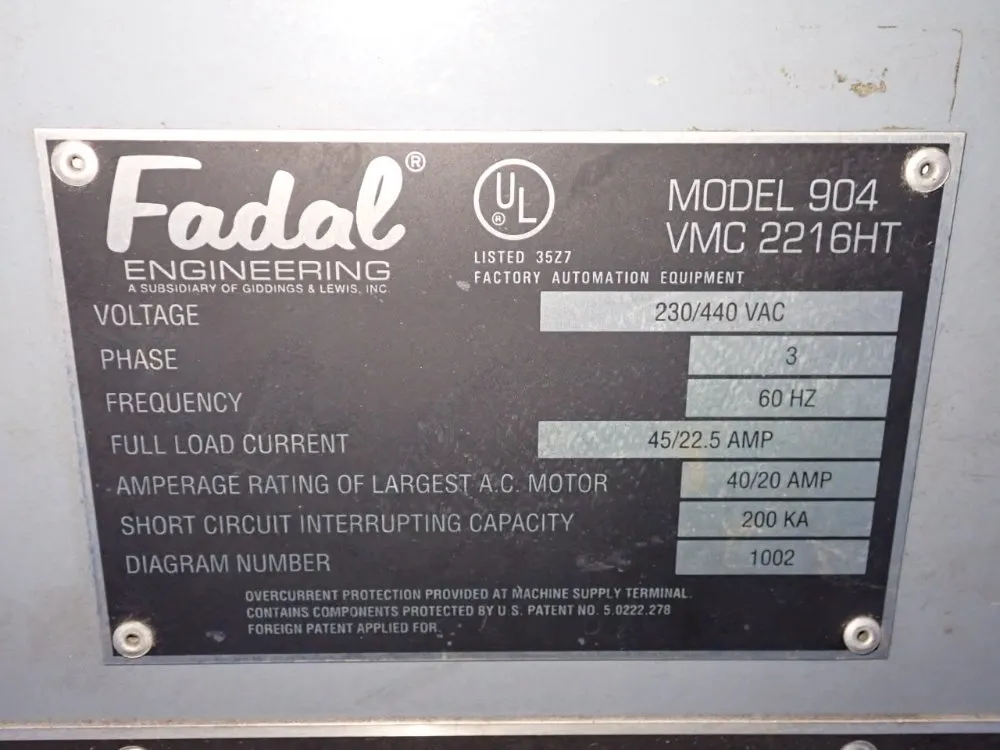 Fadal®
ENGINEERING
A SUBSIDIARY OF GIDDINGS & LEWIS, INC.
UL ®
LISTED 35Z7
FACTORY AUTOMATION EQUIPMENT
MODEL 904
VMC 2216HT
VOLTAGE 230/440 VAC
PHASE 3
FREQUENCY 60 HZ
FULL LOAD CURRENT 45/22.5 AMP
AMPERAGE RATING OF LARGEST A.C. MOTOR 40/20 AMP
SHORT CIRCUIT INTERRUPTING CAPACITY 200 KA
DIAGRAM NUMBER 1002
OVERCURRENT PROTECTION PROVIDED AT MACHINE SUPPLY TERMINAL.
CONTAINS COMPONENTS PROTECTED BY U.S. PATENT NO. 5.0222.278
FOREIGN PATENT APPLIED FOR.